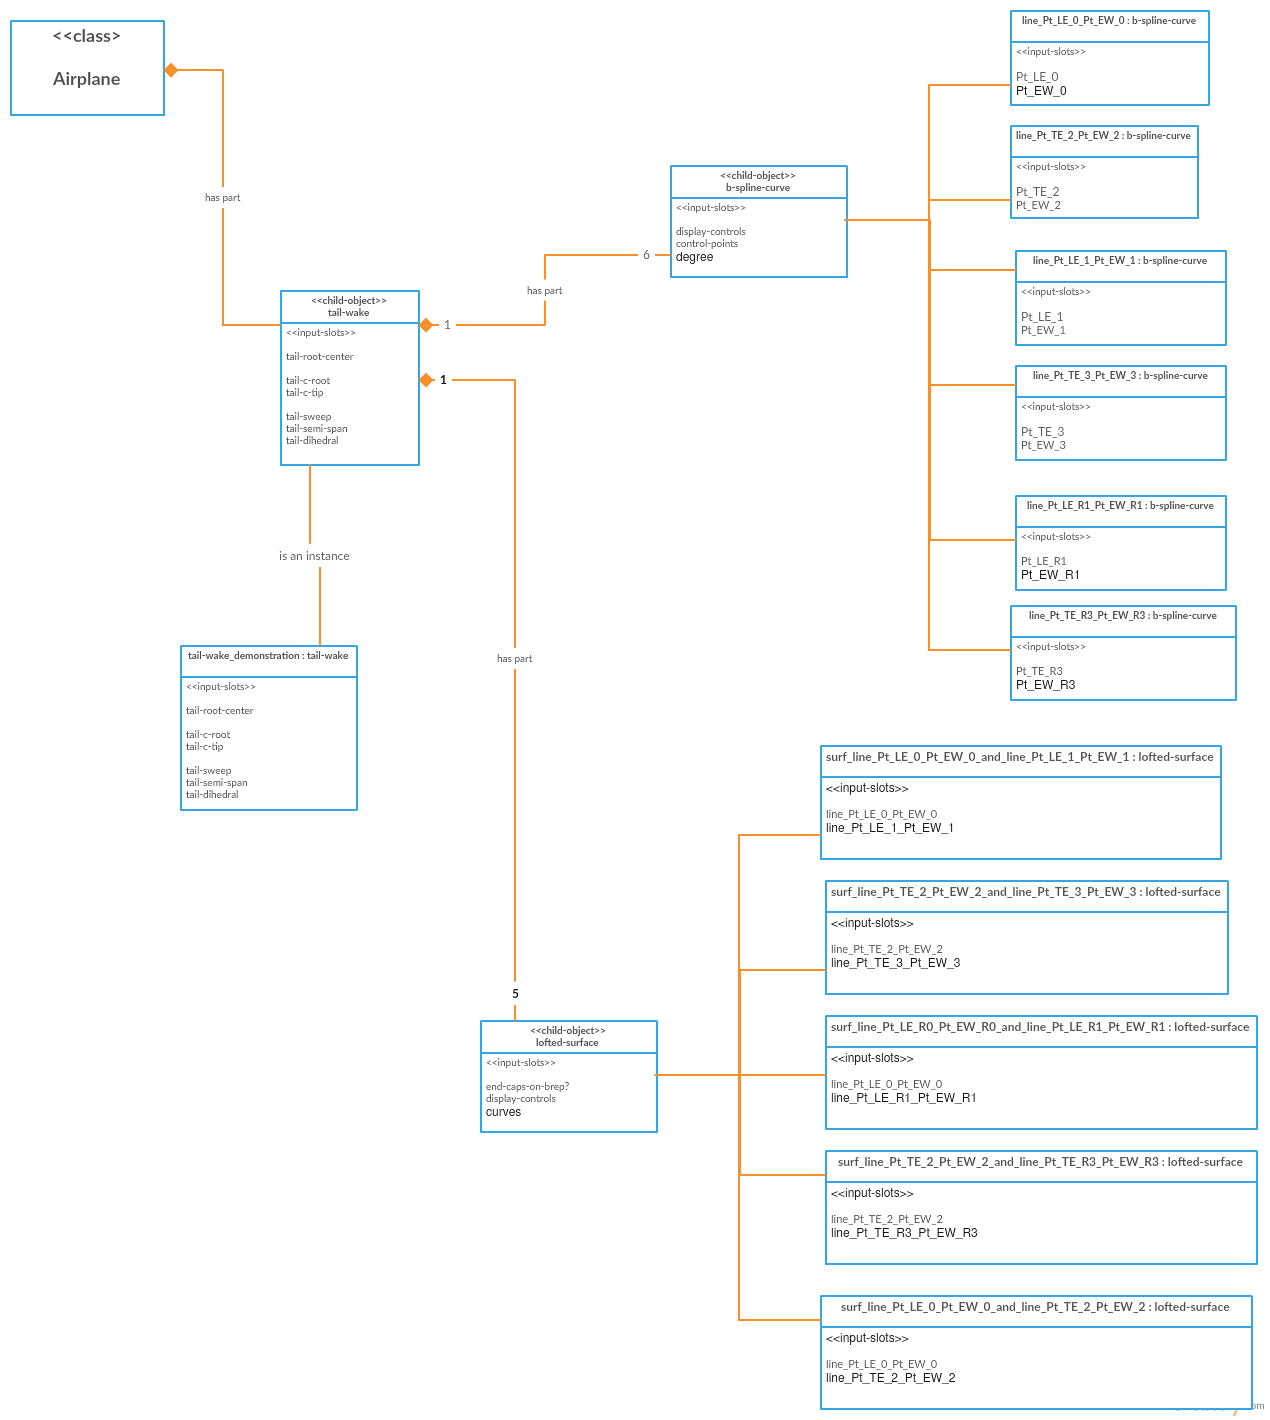 <<class>
Airplane
has part
<<child-object>>
tail-wake
<<input-slots>>
tail-root-center
tail-c-root
tail-c-tip
tail-sweep
tail-semi-span
tail-dihedral
1
has part
6
1
has part
5
is an instance
tail-wake_demonstration : tail-wake
<<input-slots>>
tail-root-center
tail-c-root
tail-c-tip
tail-sweep
tail-semi-span
tail-dihedral
<<child-object>>
b-spline-curve
<<input-slots>>
display-controls
control-points
degree
line_Pt_LE_0_Pt_EW_0 : b-spline-curve
<<input-slots>>
Pt_LE_0
Pt_EW_0
line_Pt_TE_2_Pt_EW_2 : b-spline-curve
<<input-slots>>
Pt_TE_2
Pt_EW_2
line_Pt_LE_1_Pt_EW_1 : b-spline-curve
<<input-slots>>
Pt_LE_1
Pt_EW_1
line_Pt_TE_3_Pt_EW_3 : b-spline-curve
<<input-slots>>
Pt_TE_3
Pt_EW_3
line_Pt_LE_R1_Pt_EW_R1 : b-spline-curve
<<input-slots>>
Pt_LE_R1
Pt_EW_R1
line_Pt_TE_R3_Pt_EW_R3 : b-spline-curve
<<input-slots>>
Pt_TE_R3
Pt_EW_R3
<<child-object>>
lofted-surface
<<input-slots>>
end-caps-on-brep?
display-controls
curves
surf_line_Pt_LE_0_Pt_EW_0_and_line_Pt_LE_1_Pt_EW_1 : lofted-surface
<<input-slots>>
line_Pt_LE_0_Pt_EW_0
line_Pt_LE_1_Pt_EW_1
surf_line_Pt_TE_2_Pt_EW_2_and_line_Pt_TE_3_Pt_EW_3 : lofted-surface
<<input-slots>>
line_Pt_TE_2_Pt_EW_2
line_Pt_TE_3_Pt_EW_3
surf_line_Pt_LE_R0_Pt_EW_R0_and_line_Pt_LE_R1_Pt_EW_R1 : lofted-surface
<<input-slots>>
line_Pt_LE_0_Pt_EW_0
line_Pt_LE_R1_Pt_EW_R1
surf_line_Pt_TE_2_Pt_EW_2_and_line_Pt_TE_R3_Pt_EW_R3 : lofted-surface
<<input-slots>>
line_Pt_TE_2_Pt_EW_2
line_Pt_TE_R3_Pt_EW_R3
surf_line_Pt_LE_0_Pt_EW_0_and_line_Pt_TE_2_Pt_EW_2 : lofted-surface
<<input-slots>>
line_Pt_LE_0_Pt_EW_0
line_Pt_TE_2_Pt_EW_2